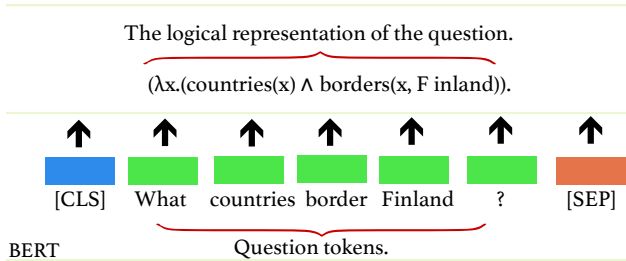 The logical representation of the question.
(λx.(countries(x) ∧ borders(x, F inland)).
[CLS] What countries border Finland ? [SEP]
BERT Question tokens.